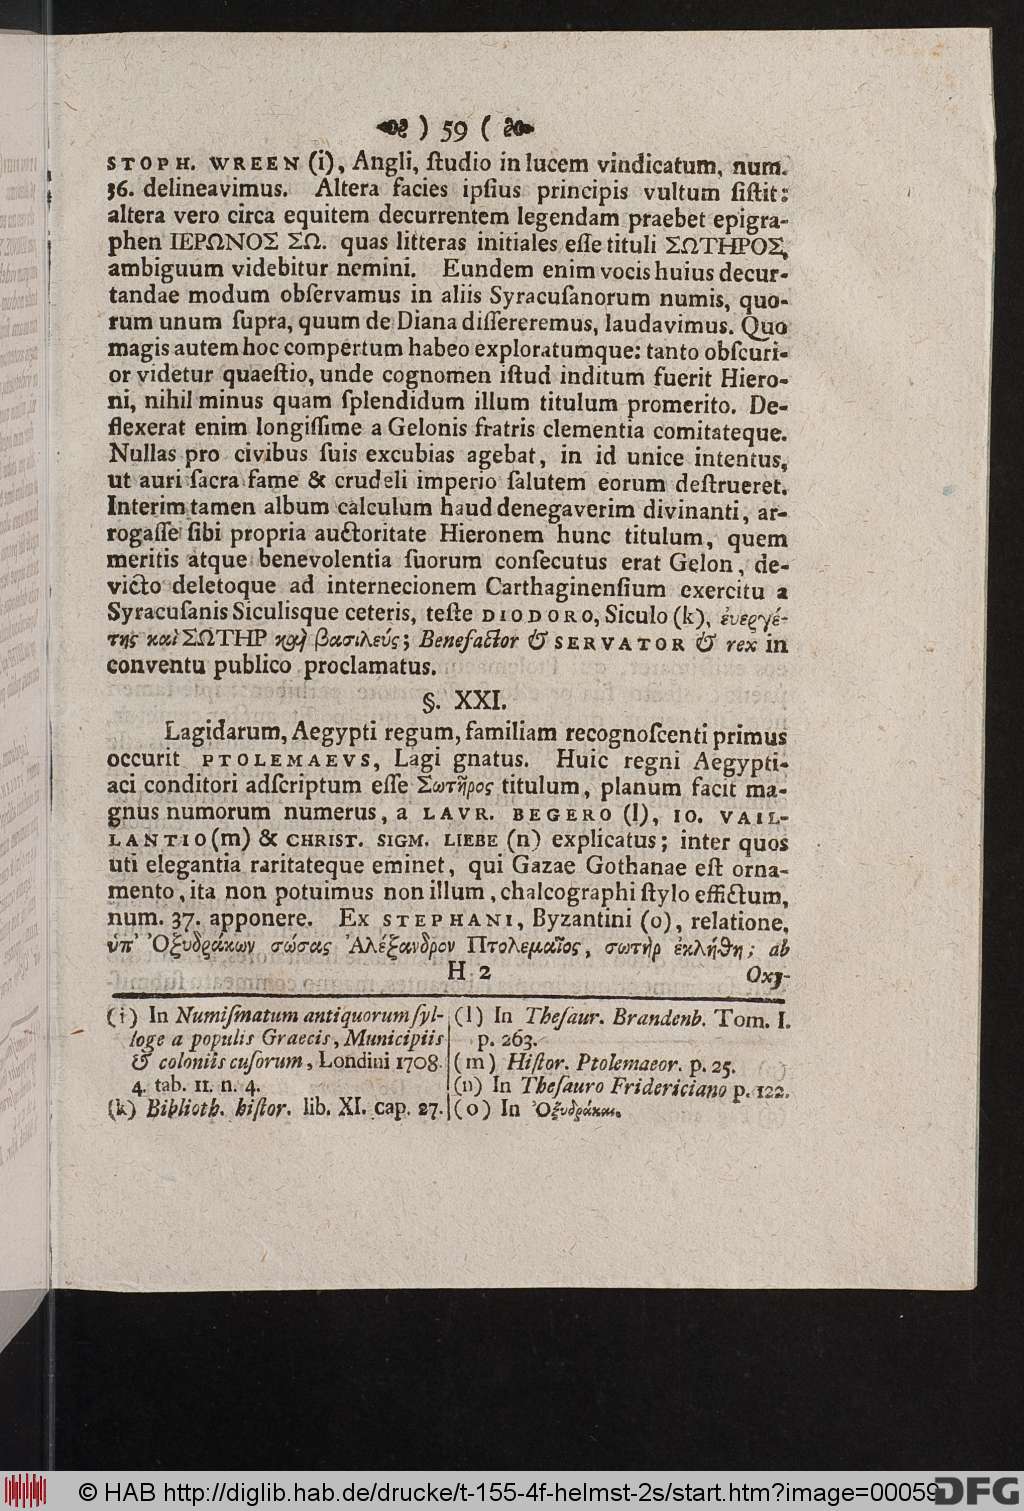 ) 59 (
STOPH. WREEN (i), Angli, ſtudio in lucem vindicatum, num.
36. delineavimus. Altera facies ipſius principis vultum ſiſtit:
altera vero circa equitem decurrentem legendam praebet epigra-
phen ΙΕΡΩΝΟΣ ΣΩ. quas litteras initiales eſſe tituli ΣΩΤΗΡΟΣ,
ambiguum videbitur nemini. Eundem enim vocis huius decur-
tandae modum obſervamus in aliis Syracuſanorum numis, quo-
rum unum ſupra, quum de Diana diſſereremus, laudavimus. Quo
magis autem hoc compertum habeo exploratumque: tanto obſcuri-
or videtur quaeſtio, unde cognomen iſtud inditum fuerit Hiero-
ni, nihil minus quam ſplendidum illum titulum promerito. De-
flexerat enim longiſſime a Gelonis fratris clementia comitateque.
Nullas pro civibus ſuis excubias agebat, in id unice intentus,
ut auri ſacra fame & crudeli imperio ſalutem eorum deſtrueret.
Interim tamen album calculum haud denegaverim divinanti, ar-
rogaſſe ſibi propria auctoritate Hieronem hunc titulum, quem
meritis atque benevolentia ſuorum conſecutus erat Gelon, de-
victo deletoque ad internecionem Carthaginenſium exercitu a
Syracuſanis Siculisque ceteris, teſte DIODORO, Siculo (k), ἐυεργέ-
της καὶ ΣΩΤΗΡ καὶ βασιλεύς; Benefactor & SERVATOR & rex in
conventu publico proclamatus.
§. XXI.
Lagidarum, Aegypti regum, familiam recognoſcenti primus
occurit PTOLEMAEVS, Lagi gnatus. Huic regni Aegypti-
aci conditori adſcriptum eſſe Σωτῆρος titulum, planum facit ma-
gnus numorum numerus, a LAVR. BEGERO (l), IO. VAIL-
LANTIO (m) & CHRIST. SIGM. LIEBE (n) explicatus; inter quos
uti elegantia raritateque eminet, qui Gazae Gothanae eſt orna-
mento, ita non potuimus non illum, chalcographi ſtylo effictum,
num. 37. apponere. Ex STEPHANI, Byzantini (o), relatione,
ὑπ' Ὀξυδράκων σώσας Ἀλέξανδρον Πτολεμαῖος, σωτὴρ ἐκλήθη; ab
H 2 Oxy-
(i) In Numiſmatum antiquorum ſyl-
loge a populis Graecis, Municipiis
& coloniis cuſorum, Londini 1708.
4. tab. 11. n. 4.
(k) Biblioth. hiſtor. lib. XI. cap. 27.
(l) In Theſaur. Brandenb. Tom. I.
p. 263.
(m) Hiſtor. Ptolemaeor. p. 25.
(n) In Theſauro Fridericiano p. 122.
(o) In Ὀξυδράκαι.
© HAB http://diglib.hab.de/drucke/t-155-4f-helmst-2s/start.htm?image=00059
DFG